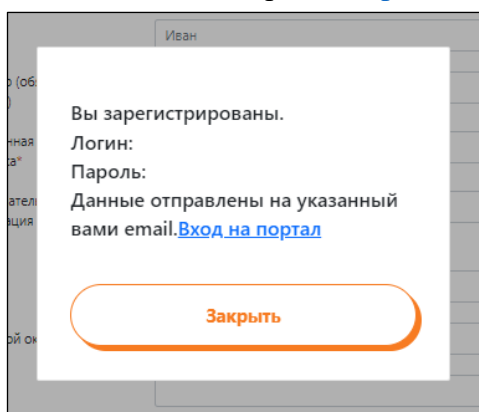 Иван
Вы зарегистрированы.
Логин:
Пароль:
Данные отправлены на указанный
вами email.Вход на портал
Закрыть